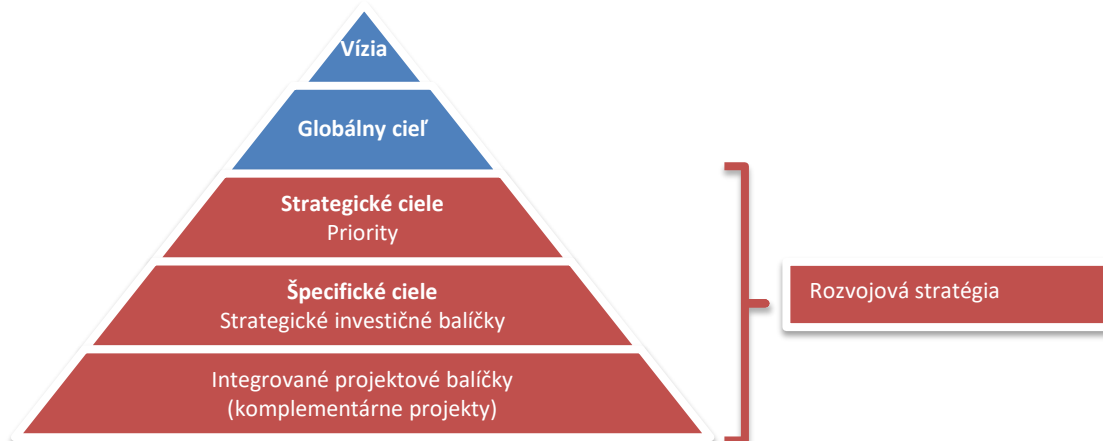 Vízia
Globálny cieľ
Strategické ciele
Priority
Špecifické ciele
Strategické investičné balíčky
Integrované projektové balíčky
(komplementárne projekty)
Rozvojová stratégia